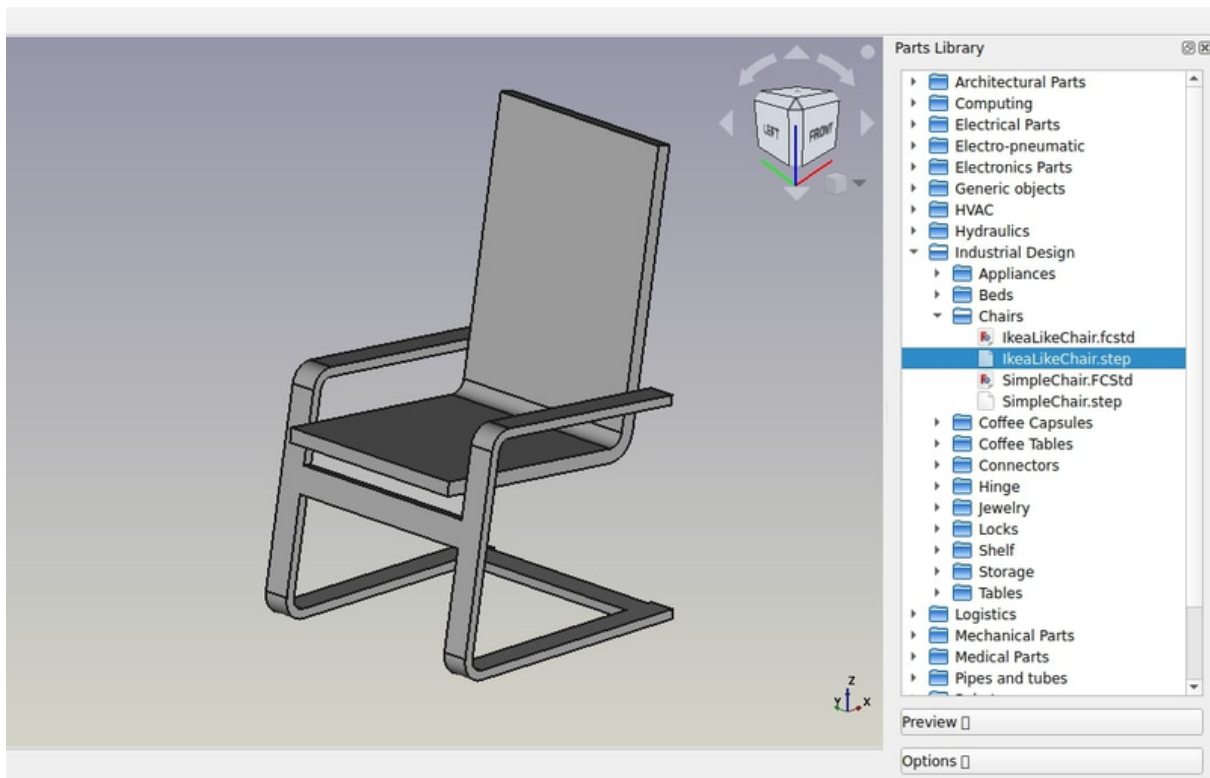 Parts Library
Architectural Parts
Computing
Electrical Parts
Electro-pneumatic
Electronics Parts
Generic objects
HVAC
Hydraulics
Industrial Design
Appliances
Beds
Chairs
IkeaLikeChair.fcstd
IkeaLikeChair.step
SimpleChair.FCStd
SimpleChair.step
Coffee Capsules
Coffee Tables
Connectors
Hinge
Jewelry
Locks
Shelf
Storage
Tables
Logistics
Mechanical Parts
Medical Parts
Pipes and tubes
Preview
Options
LEFT
FRONT
Z
Y
X